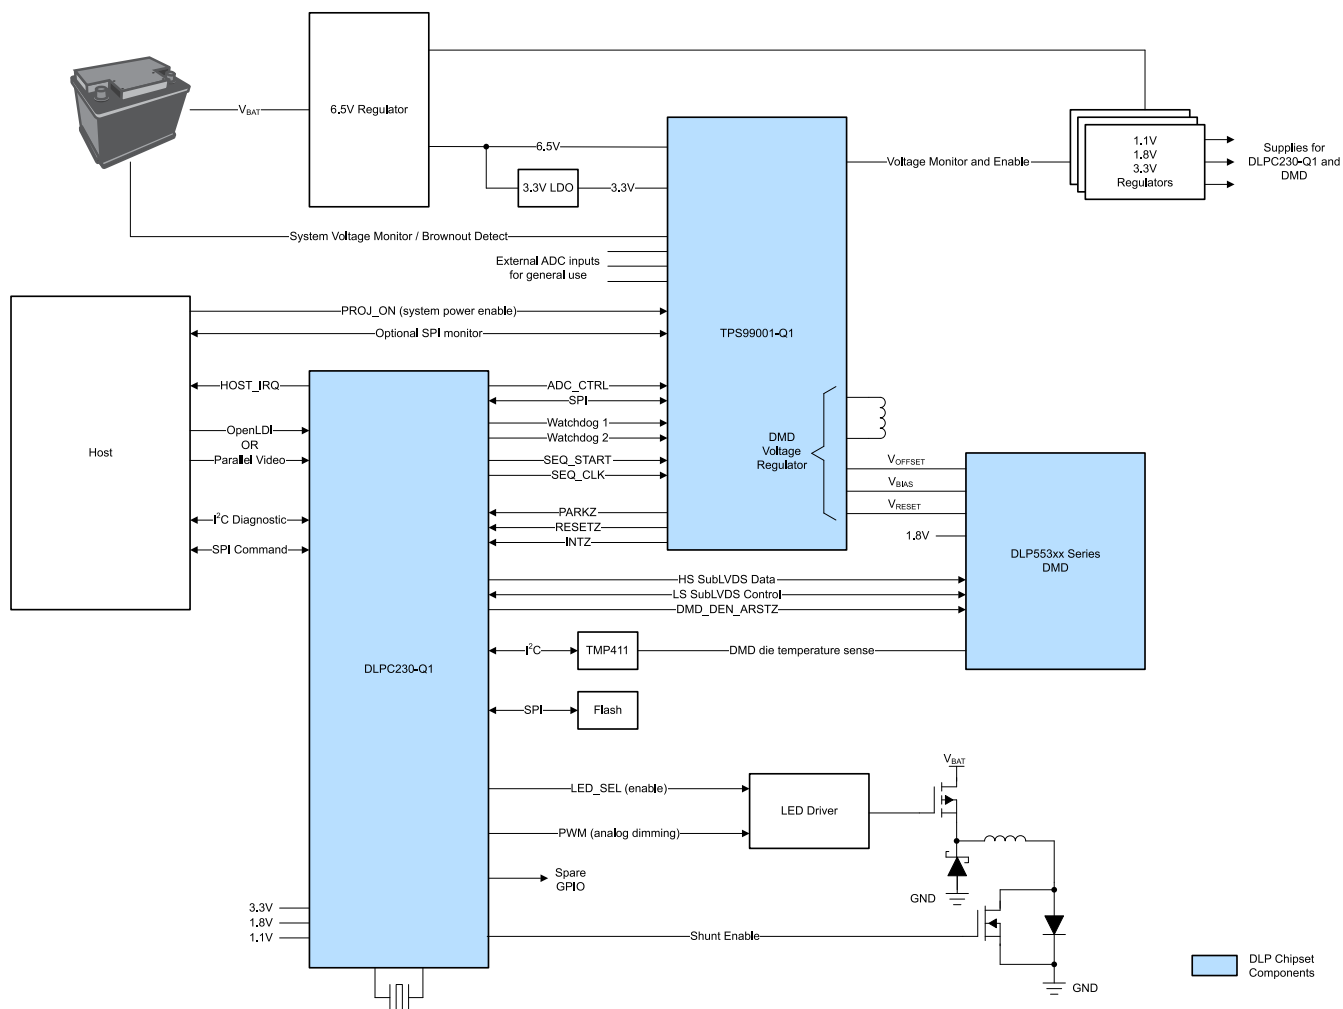 V_BAT
6.5V Regulator
6.5V
3.3V LDO
3.3V
Voltage Monitor and Enable
1.1V
1.8V
3.3V
Regulators
Supplies for
DLPC230-Q1 and
DMD
System Voltage Monitor / Brownout Detect
External ADC inputs
for general use
PROJ_ON (system power enable)
Optional SPI monitor
TPS99001-Q1
Host
HOST_IRQ
OpenLDI
OR
Parallel Video
I²C Diagnostic
SPI Command
ADC_CTRL
SPI
Watchdog 1
Watchdog 2
SEQ_START
SEQ_CLK
PARKZ
RESETZ
INTZ
DMD
Voltage
Regulator
V_OFFSET
V_BIAS
V_RESET
1.8V
DLP553xx Series
DMD
HS SubLVDS Data
LS SubLVDS Control
DMD_DEN_ARSTZ
DLPC230-Q1
I²C
TMP411
DMD die temperature sense
SPI
Flash
LED_SEL (enable)
PWM (analog dimming)
LED Driver
V_BAT
Spare
GPIO
GND
3.3V
1.8V
1.1V
Shunt Enable
GND
DLP Chipset
Components